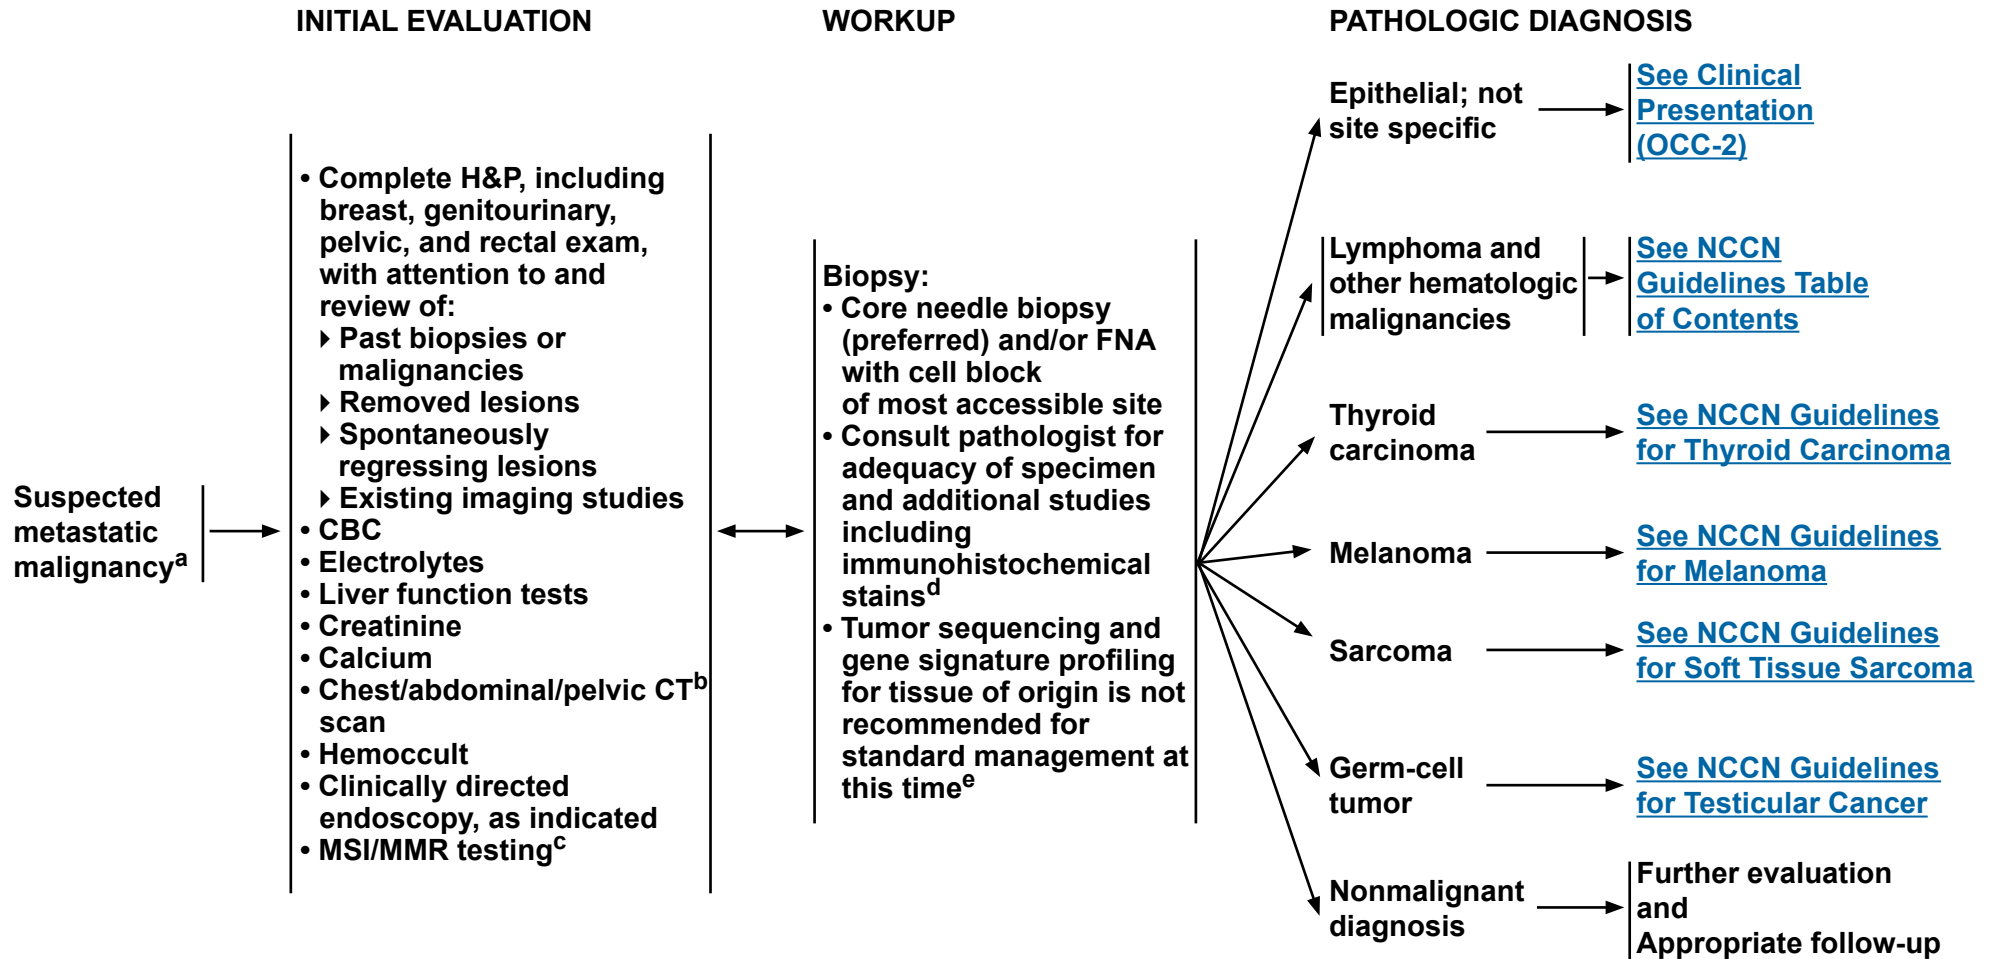 INITIAL EVALUATION
WORKUP
PATHOLOGIC DIAGNOSIS
Suspected
metastatic
malignancyᵃ
• Complete H&P, including
breast, genitourinary,
pelvic, and rectal exam,
with attention to and
review of:
▸ Past biopsies or
malignancies
▸ Removed lesions
▸ Spontaneously
regressing lesions
▸ Existing imaging studies
• CBC
• Electrolytes
• Liver function tests
• Creatinine
• Calcium
• Chest/abdominal/pelvic CTᵇ
scan
• Hemoccult
• Clinically directed
endoscopy, as indicated
• MSI/MMR testingᶜ
Biopsy:
• Core needle biopsy
(preferred) and/or FNA
with cell block
of most accessible site
• Consult pathologist for
adequacy of specimen
and additional studies
including
immunohistochemical
stainsᵈ
• Tumor sequencing and
gene signature profiling
for tissue of origin is not
recommended for
standard management at
this timeᵉ
Epithelial; not
site specific
See Clinical
Presentation
(OCC-2)
Lymphoma and
other hematologic
malignancies
See NCCN
Guidelines Table
of Contents
Thyroid
carcinoma
See NCCN Guidelines
for Thyroid Carcinoma
Melanoma
See NCCN Guidelines
for Melanoma
Sarcoma
See NCCN Guidelines
for Soft Tissue Sarcoma
Germ-cell
tumor
See NCCN Guidelines
for Testicular Cancer
Nonmalignant
diagnosis
Further evaluation
and
Appropriate follow-up